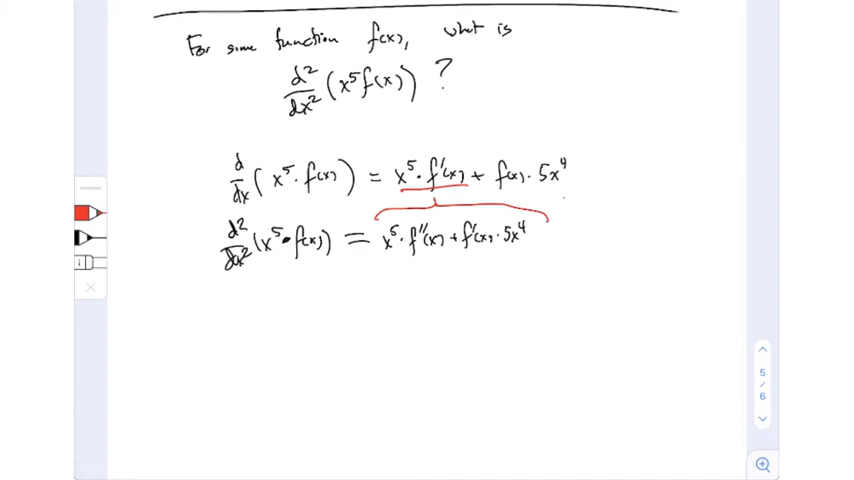 For some function f(x), what is
d²/dx² (x⁵f(x)) ?
d/dx (x⁵ · f(x)) = x⁵ · f'(x) + f(x) · 5x⁴
d²/dx² (x⁵ · f(x)) = x⁵ · f''(x) + f'(x) · 5x⁴
5
/
6